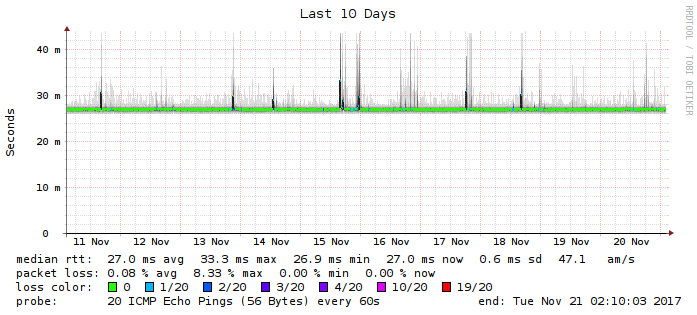 Last 10 Days
RRDTOOL / TOBI OETIKER
Seconds
40 m
30 m
20 m
10 m
0
11 Nov 12 Nov 13 Nov 14 Nov 15 Nov 16 Nov 17 Nov 18 Nov 19 Nov 20 Nov
median rtt: 27.0 ms avg 33.3 ms max 26.9 ms min 27.0 ms now 0.6 ms sd 47.1 am/s
packet loss: 0.08 % avg 8.33 % max 0.00 % min 0.00 % now
loss color: 0 1/20 2/20 3/20 4/20 10/20 19/20
probe: 20 ICMP Echo Pings (56 Bytes) every 60s end: Tue Nov 21 02:10:03 2017